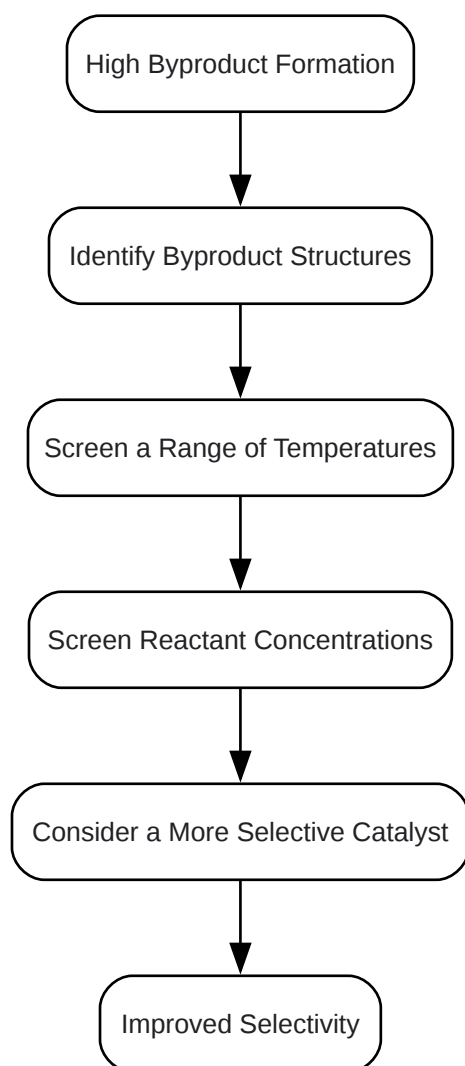 High Byproduct Formation
Identify Byproduct Structures
Screen a Range of Temperatures
Screen Reactant Concentrations
Consider a More Selective Catalyst
Improved Selectivity